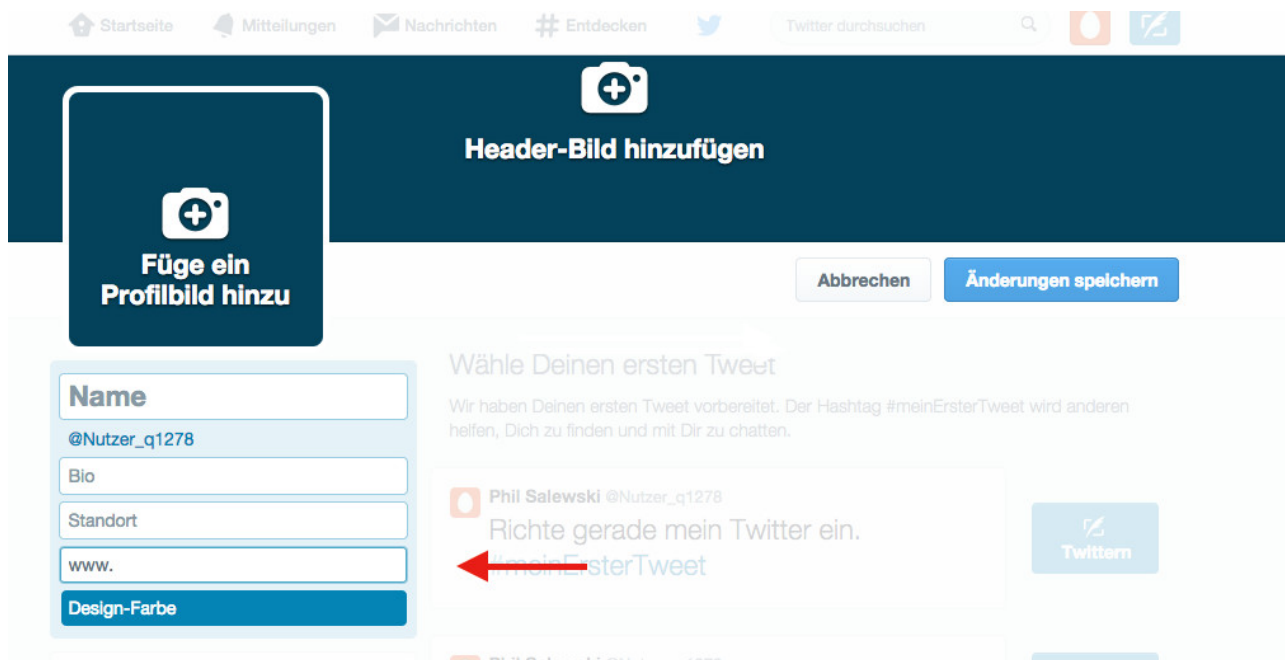 Startseite Mitteilungen Nachrichten Entdecken Twitter durchsuchen
Header-Bild hinzufügen
Füge ein
Profilbild hinzu
Abbrechen Änderungen speichern
Name
@Nutzer_q1278
Bio
Standort
www.
Design-Farbe
Wähle Deinen ersten Tweet
Wir haben Deinen ersten Tweet vorbereitet. Der Hashtag #meinErsterTweet wird anderen
helfen, Dich zu finden und mit Dir zu chatten.
Phil Salewski @Nutzer_q1278
Richte gerade mein Twitter ein.
#meinErsterTweet
Twittern